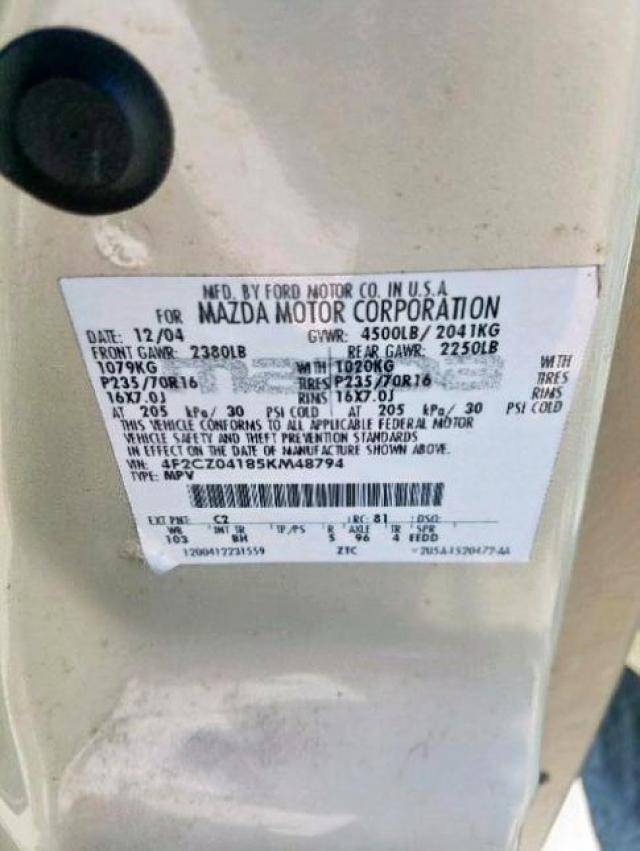 MFD. BY FORD MOTOR CO. IN U.S.A.
FOR MAZDA MOTOR CORPORATION
DATE: 12/04 GVWR: 4500LB/ 2041KG
FRONT GAWR: 2380LB REAR GAWR: 2250LB
1079KG WITH 1020KG WITH
P235/70R16 TIRES P235/70R16 TIRES
16X7.0J RIMS 16X7.0J RIMS
AT 205 kPa/ 30 PSI COLD AT 205 kPa/ 30 PSI COLD
THIS VEHICLE CONFORMS TO ALL APPLICABLE FEDERAL MOTOR
VEHICLE SAFETY AND THEFT PREVENTION STANDARDS
IN EFFECT ON THE DATE OF MANUFACTURE SHOWN ABOVE.
VIN: 4F2CZ04185KM48794
TYPE: MPV
EXT PNT: C2 RC: 81 DSO:
WB INT TR TP/PS R AXLE TR SPR
103 BH 5 96 4 EEDD
1200412231559 ZTC